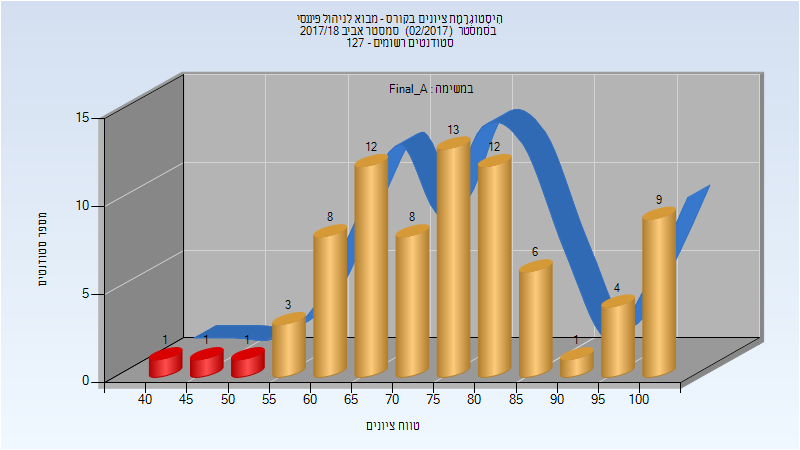 היסטוגרמת ציונים בקורס - מבוא לניהול פיננסי
בסמסטר (02/2017) סמסטר אביב 2017/18
סטודנטים רשומים - 127
במשימה : Final_A
מספר סטודנטים
15
10
5
0
1 1 1 3 8 12 8 13 12 6 1 4 9
40 45 50 55 60 65 70 75 80 85 90 95 100
טווח ציונים